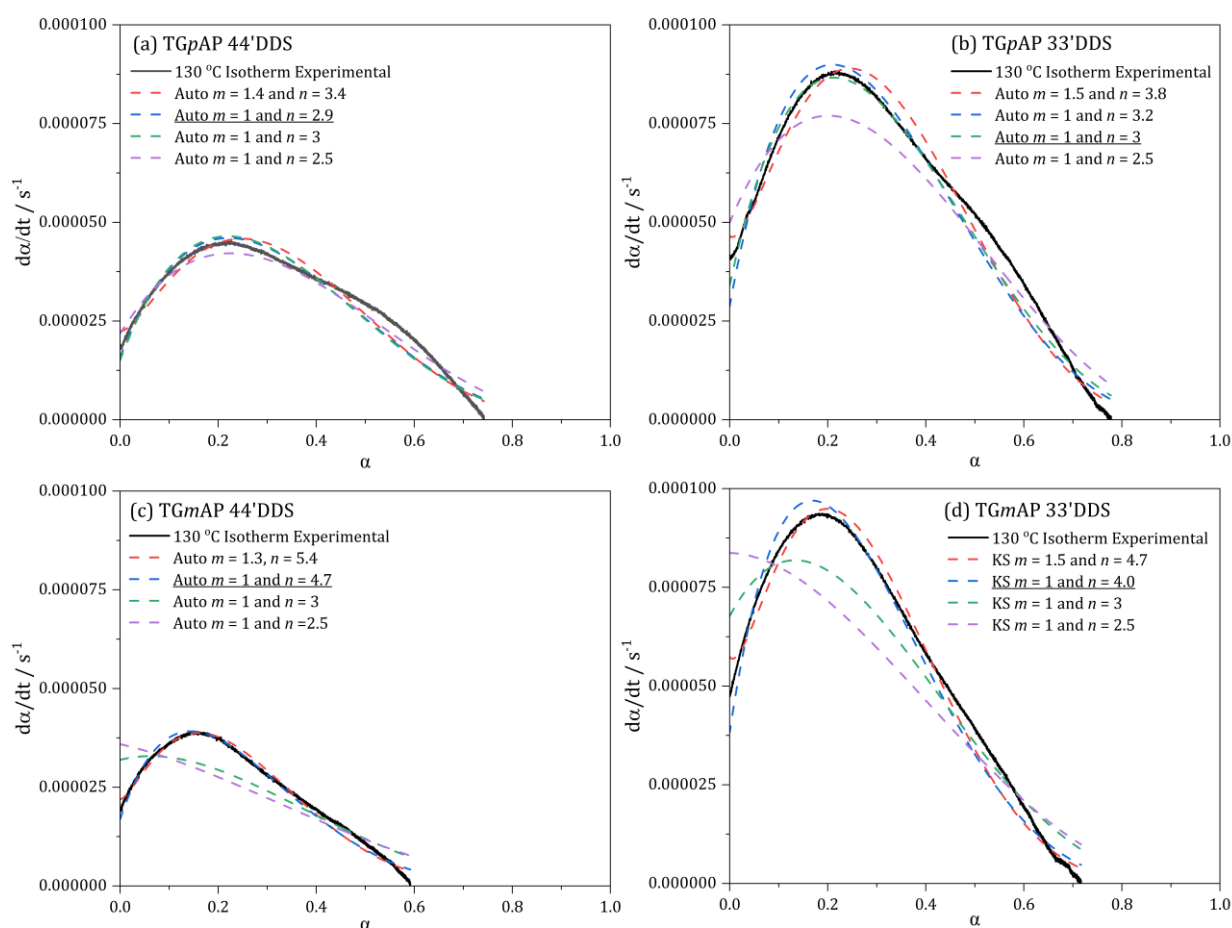 (a) TGpAP 44'DDS
130 °C Isotherm Experimental
Auto m = 1.4 and n = 3.4
Auto m = 1 and n = 2.9
Auto m = 1 and n = 3
Auto m = 1 and n = 2.5
0.000100
0.000075
0.000050
0.000025
0.000000
dα/dt / s⁻¹
0.0 0.2 0.4 0.6 0.8 1.0
α
(b) TGpAP 33'DDS
130 °C Isotherm Experimental
Auto m = 1.5 and n = 3.8
Auto m = 1 and n = 3.2
Auto m = 1 and n = 3
Auto m = 1 and n = 2.5
0.000100
0.000075
0.000050
0.000025
0.000000
dα/dt / s⁻¹
0.0 0.2 0.4 0.6 0.8 1.0
α
(c) TGmAP 44'DDS
130 °C Isotherm Experimental
Auto m = 1.3, n = 5.4
Auto m = 1 and n = 4.7
Auto m = 1 and n = 3
Auto m = 1 and n =2.5
0.000100
0.000075
0.000050
0.000025
0.000000
dα/dt / s⁻¹
0.0 0.2 0.4 0.6 0.8 1.0
α
(d) TGmAP 33'DDS
130 °C Isotherm Experimental
KS m = 1.5 and n = 4.7
KS m = 1 and n = 4.0
KS m = 1 and n = 3
KS m = 1 and n = 2.5
0.000100
0.000075
0.000050
0.000025
0.000000
dα/dt / s⁻¹
0.0 0.2 0.4 0.6 0.8 1.0
α